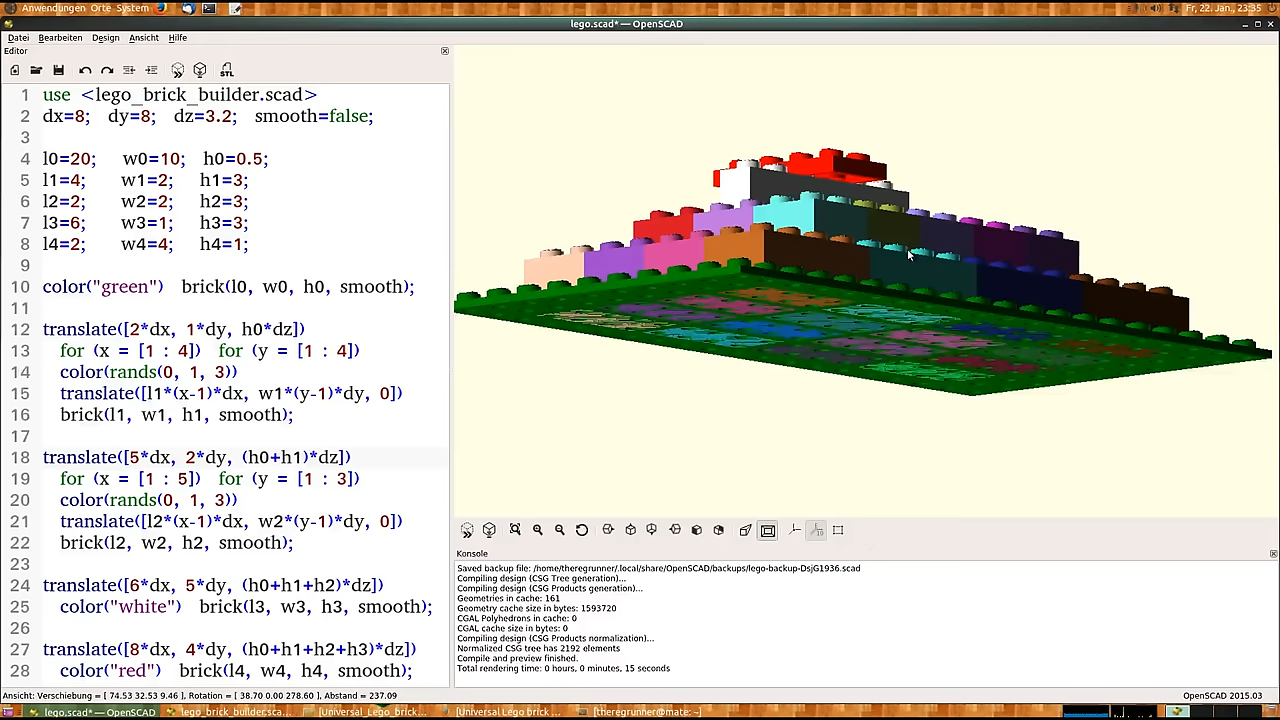 Anwendungen Orte System
Fr, 22. Jan., 23:35
lego.scad* — OpenSCAD
Datei Bearbeiten Design Ansicht Hilfe
Editor
STL
1 use <lego_brick_builder.scad>
2 dx=8; dy=8; dz=3.2; smooth=false;
3
4 l0=20; w0=10; h0=0.5;
5 l1=4; w1=2; h1=3;
6 l2=2; w2=2; h2=3;
7 l3=6; w3=1; h3=3;
8 l4=2; w4=4; h4=1;
9
10 color("green") brick(l0, w0, h0, smooth);
11
12 translate([2*dx, 1*dy, h0*dz])
13 for (x = [1 : 4]) for (y = [1 : 4])
14 color(rands(0, 1, 3))
15 translate([l1*(x-1)*dx, w1*(y-1)*dy, 0])
16 brick(l1, w1, h1, smooth);
17
18 translate([5*dx, 2*dy, (h0+h1)*dz])
19 for (x = [1 : 5]) for (y = [1 : 3])
20 color(rands(0, 1, 3))
21 translate([l2*(x-1)*dx, w2*(y-1)*dy, 0])
22 brick(l2, w2, h2, smooth);
23
24 translate([6*dx, 5*dy, (h0+h1+h2)*dz])
25 color("white") brick(l3, w3, h3, smooth);
26
27 translate([8*dx, 4*dy, (h0+h1+h2+h3)*dz])
28 color("red") brick(l4, w4, h4, smooth);
Konsole
Saved backup file: /home/theregrunner/.local/share/OpenSCAD/backups/lego-backup-DsjG1936.scad
Compiling design (CSG Tree generation)...
Compiling design (CSG Products generation)...
Geometries in cache: 161
Geometry cache size in bytes: 1593720
CGAL Polyhedrons in cache: 0
CGAL cache size in bytes: 0
Compiling design (CSG Products normalization)...
Normalized CSG tree has 2192 elements
Compile and preview finished.
Total rendering time: 0 hours, 0 minutes, 15 seconds
Ansicht: Verschiebung = [ 74.53 32.53 9.46 ], Rotation = [ 38.70 0.00 278.60 ], Abstand = 237.09
OpenSCAD 2015.03
lego.scad* — OpenSCAD
lego_brick_builder.sca...
[Universal_Lego_brick...
[Universal Lego brick ...
[theregrunner@mate: ~]